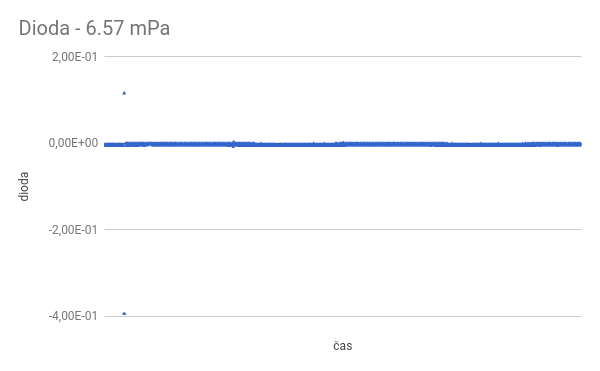 Dioda - 6.57 mPa
2,00E-01
0,00E+00
-2,00E-01
-4,00E-01
dioda
čas